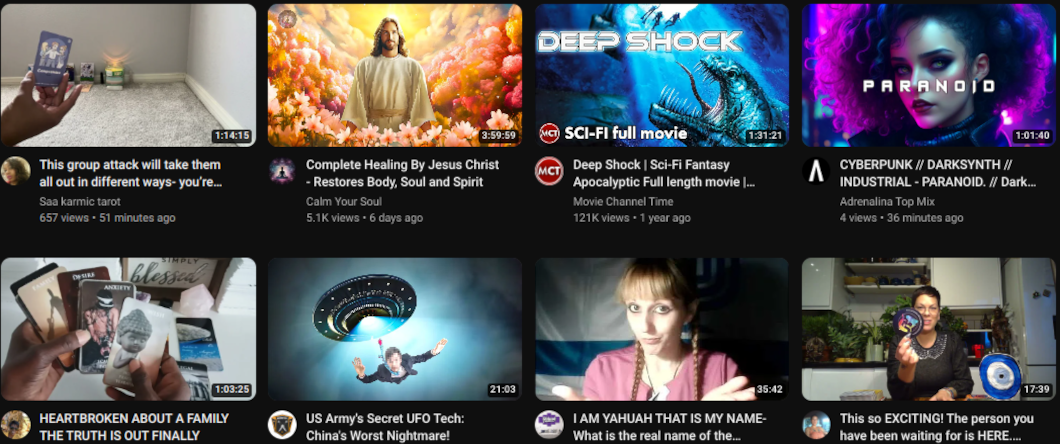 1:14:15
3:59:59
DEEP SHOCK
MCT
SCI-FI full movie
1:31:21
PARANOID
1:01:40
This group attack will take them
all out in different ways- you're...
Saa karmic tarot
657 views • 51 minutes ago
Complete Healing By Jesus Christ
- Restores Body, Soul and Spirit
Calm Your Soul
5.1K views • 6 days ago
MCT
Deep Shock | Sci-Fi Fantasy
Apocalyptic Full length movie |...
Movie Channel Time
121K views • 1 year ago
CYBERPUNK // DARKSYNTH //
INDUSTRIAL - PARANOID. // Dark...
Adrenalina Top Mix
4 views • 36 minutes ago
SIMPLY
blessed
DESIRE
ANXIETY
1:03:25
21:03
35:42
17:39
HEARTBROKEN ABOUT A FAMILY
THE TRUTH IS OUT FINALLY
US Army's Secret UFO Tech:
China's Worst Nightmare!
I AM YAHUAH THAT IS MY NAME-
What is the real name of the...
This so EXCITING! The person you
have been waiting for is HERE....